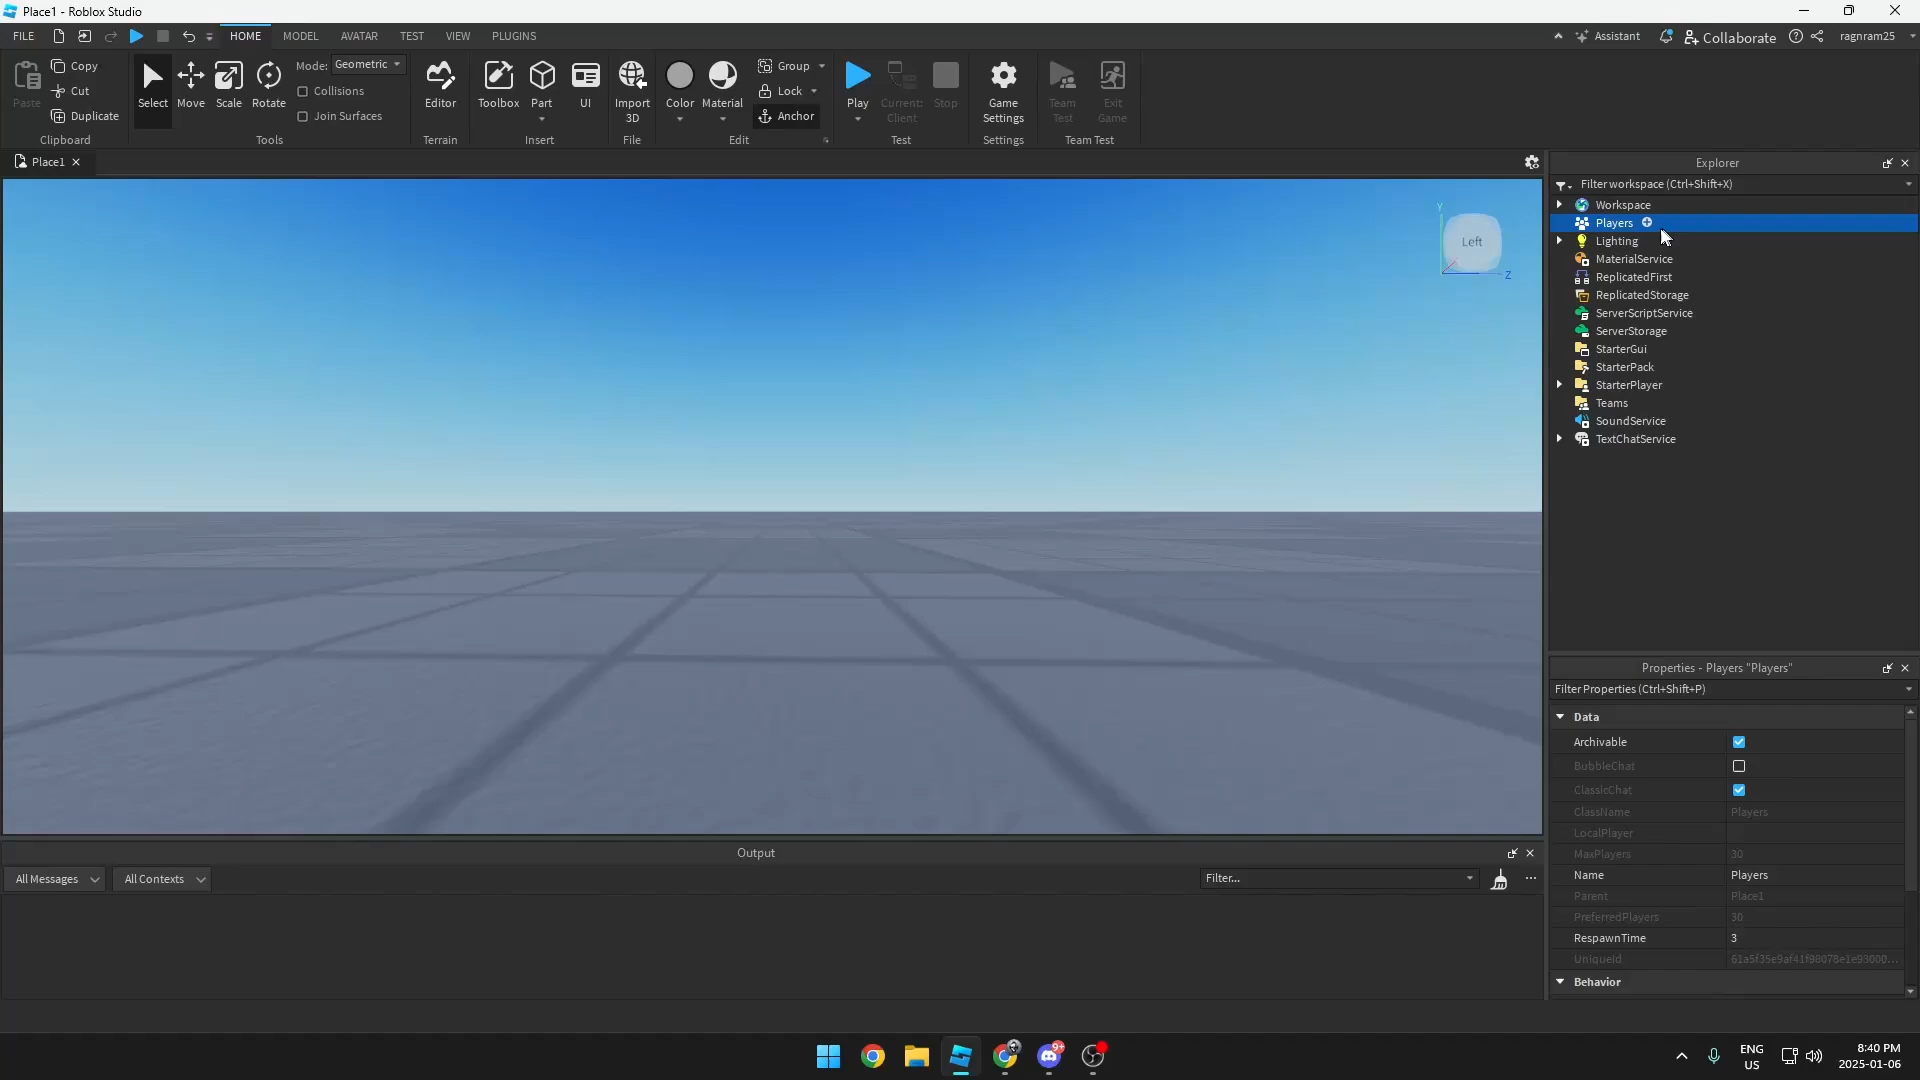 Place1 - Roblox Studio
FILE HOME MODEL AVATAR TEST VIEW PLUGINS Assistant Collaborate ragnram25
Paste Copy Cut Duplicate Clipboard
Select Move Scale Rotate Mode: Geometric Collisions Join Surfaces Tools
Editor Terrain
Toolbox Part UI Insert
Import 3D File
Color Material Group Lock Anchor Edit
Play Current: Client Stop Test
Game Settings Settings
Team Test Exit Game Team Test
Place1
Left
Y
Z
Explorer
Filter workspace (Ctrl+Shift+X)
Workspace
Players
Lighting
MaterialService
ReplicatedFirst
ReplicatedStorage
ServerScriptService
ServerStorage
StarterGui
StarterPack
StarterPlayer
Teams
SoundService
TextChatService
Properties - Players "Players"
Filter Properties (Ctrl+Shift+P)
Data
Archivable
BubbleChat
ClassicChat
ClassName Players
LocalPlayer
MaxPlayers 30
Name Players
Parent Place1
PreferredPlayers 30
RespawnTime 3
UniqueId 61a5f35e9af41f98078e1e93000...
Behavior
Output
All Messages All Contexts Filter... ...
9+
ENG
US
8:40 PM
2025-01-06